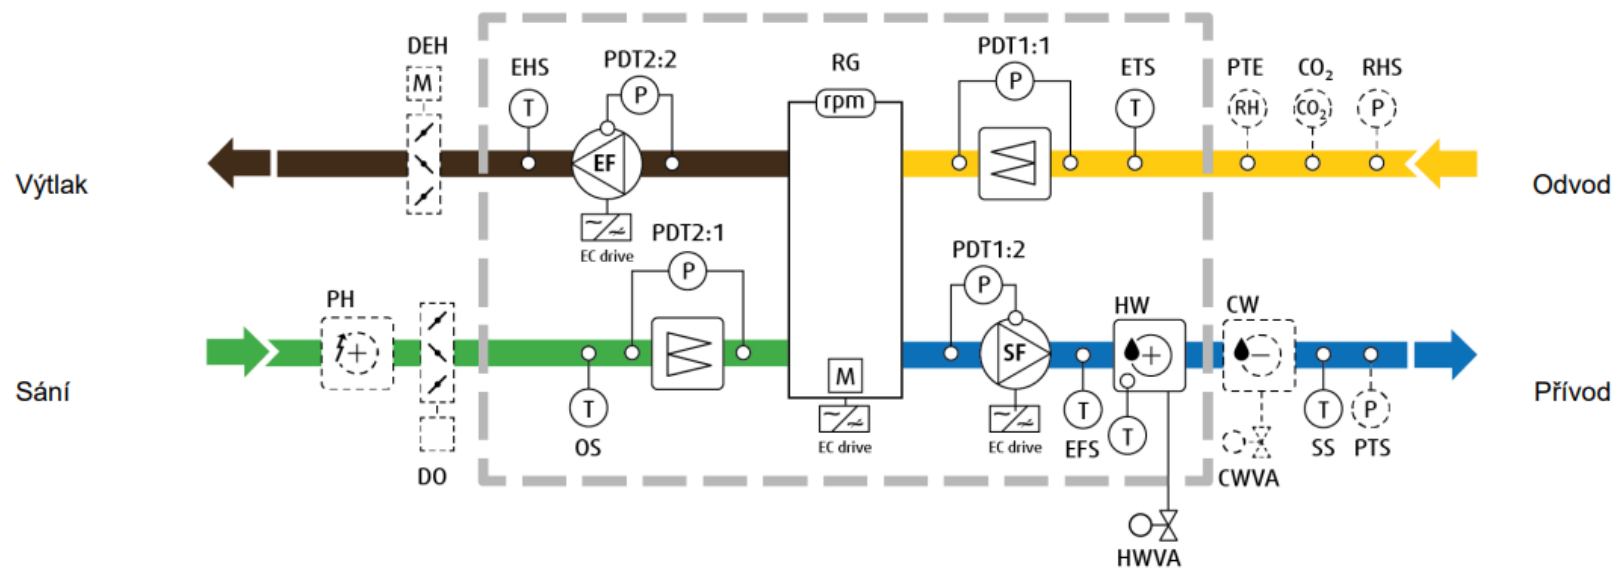 DEH
M
EHS
T
PDT2:2
P
EF
EC drive
RG
rpm
PDT1:1
P
ETS
T
PTE
RH
CO₂
CO₂
RHS
P
Výtlak
Odvod
PH
DO
PDT2:1
P
T
OS
M
EC drive
PDT1:2
P
SF
EC drive
T
EFS
HW
T
HWVA
CW
CWVA
T
SS
P
PTS
Sání
Přívod